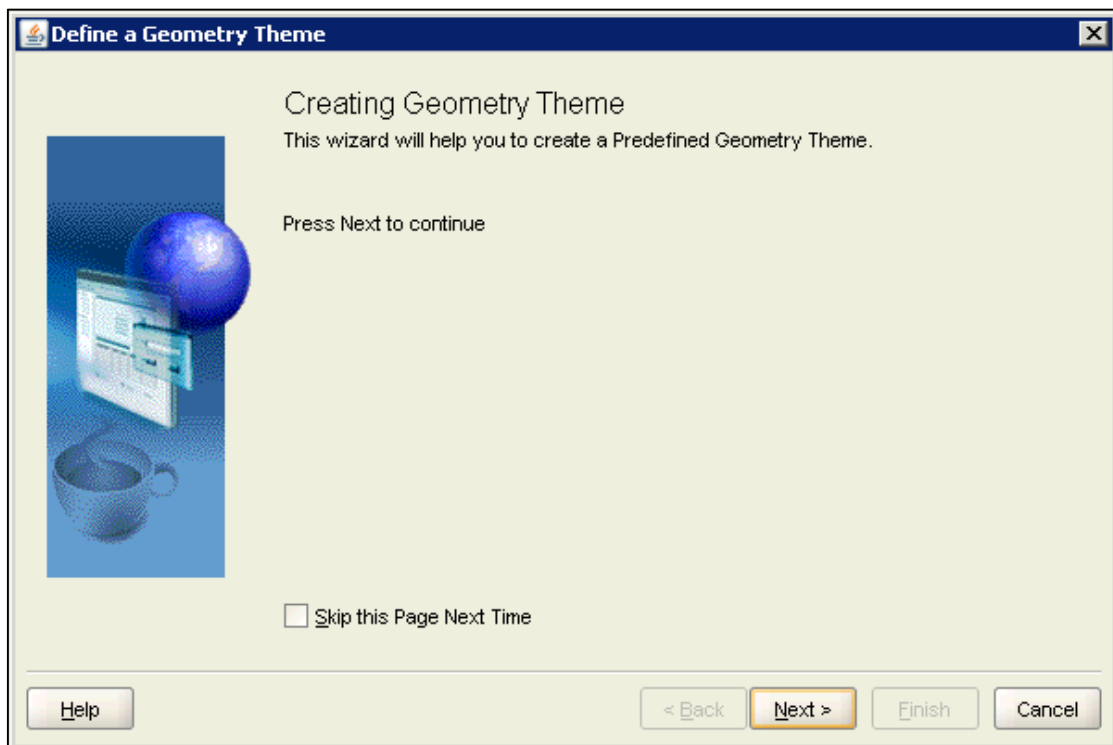 Define a Geometry Theme
Creating Geometry Theme
This wizard will help you to create a Predefined Geometry Theme.
Press Next to continue
Skip this Page Next Time
Help
< Back
Next >
Finish
Cancel